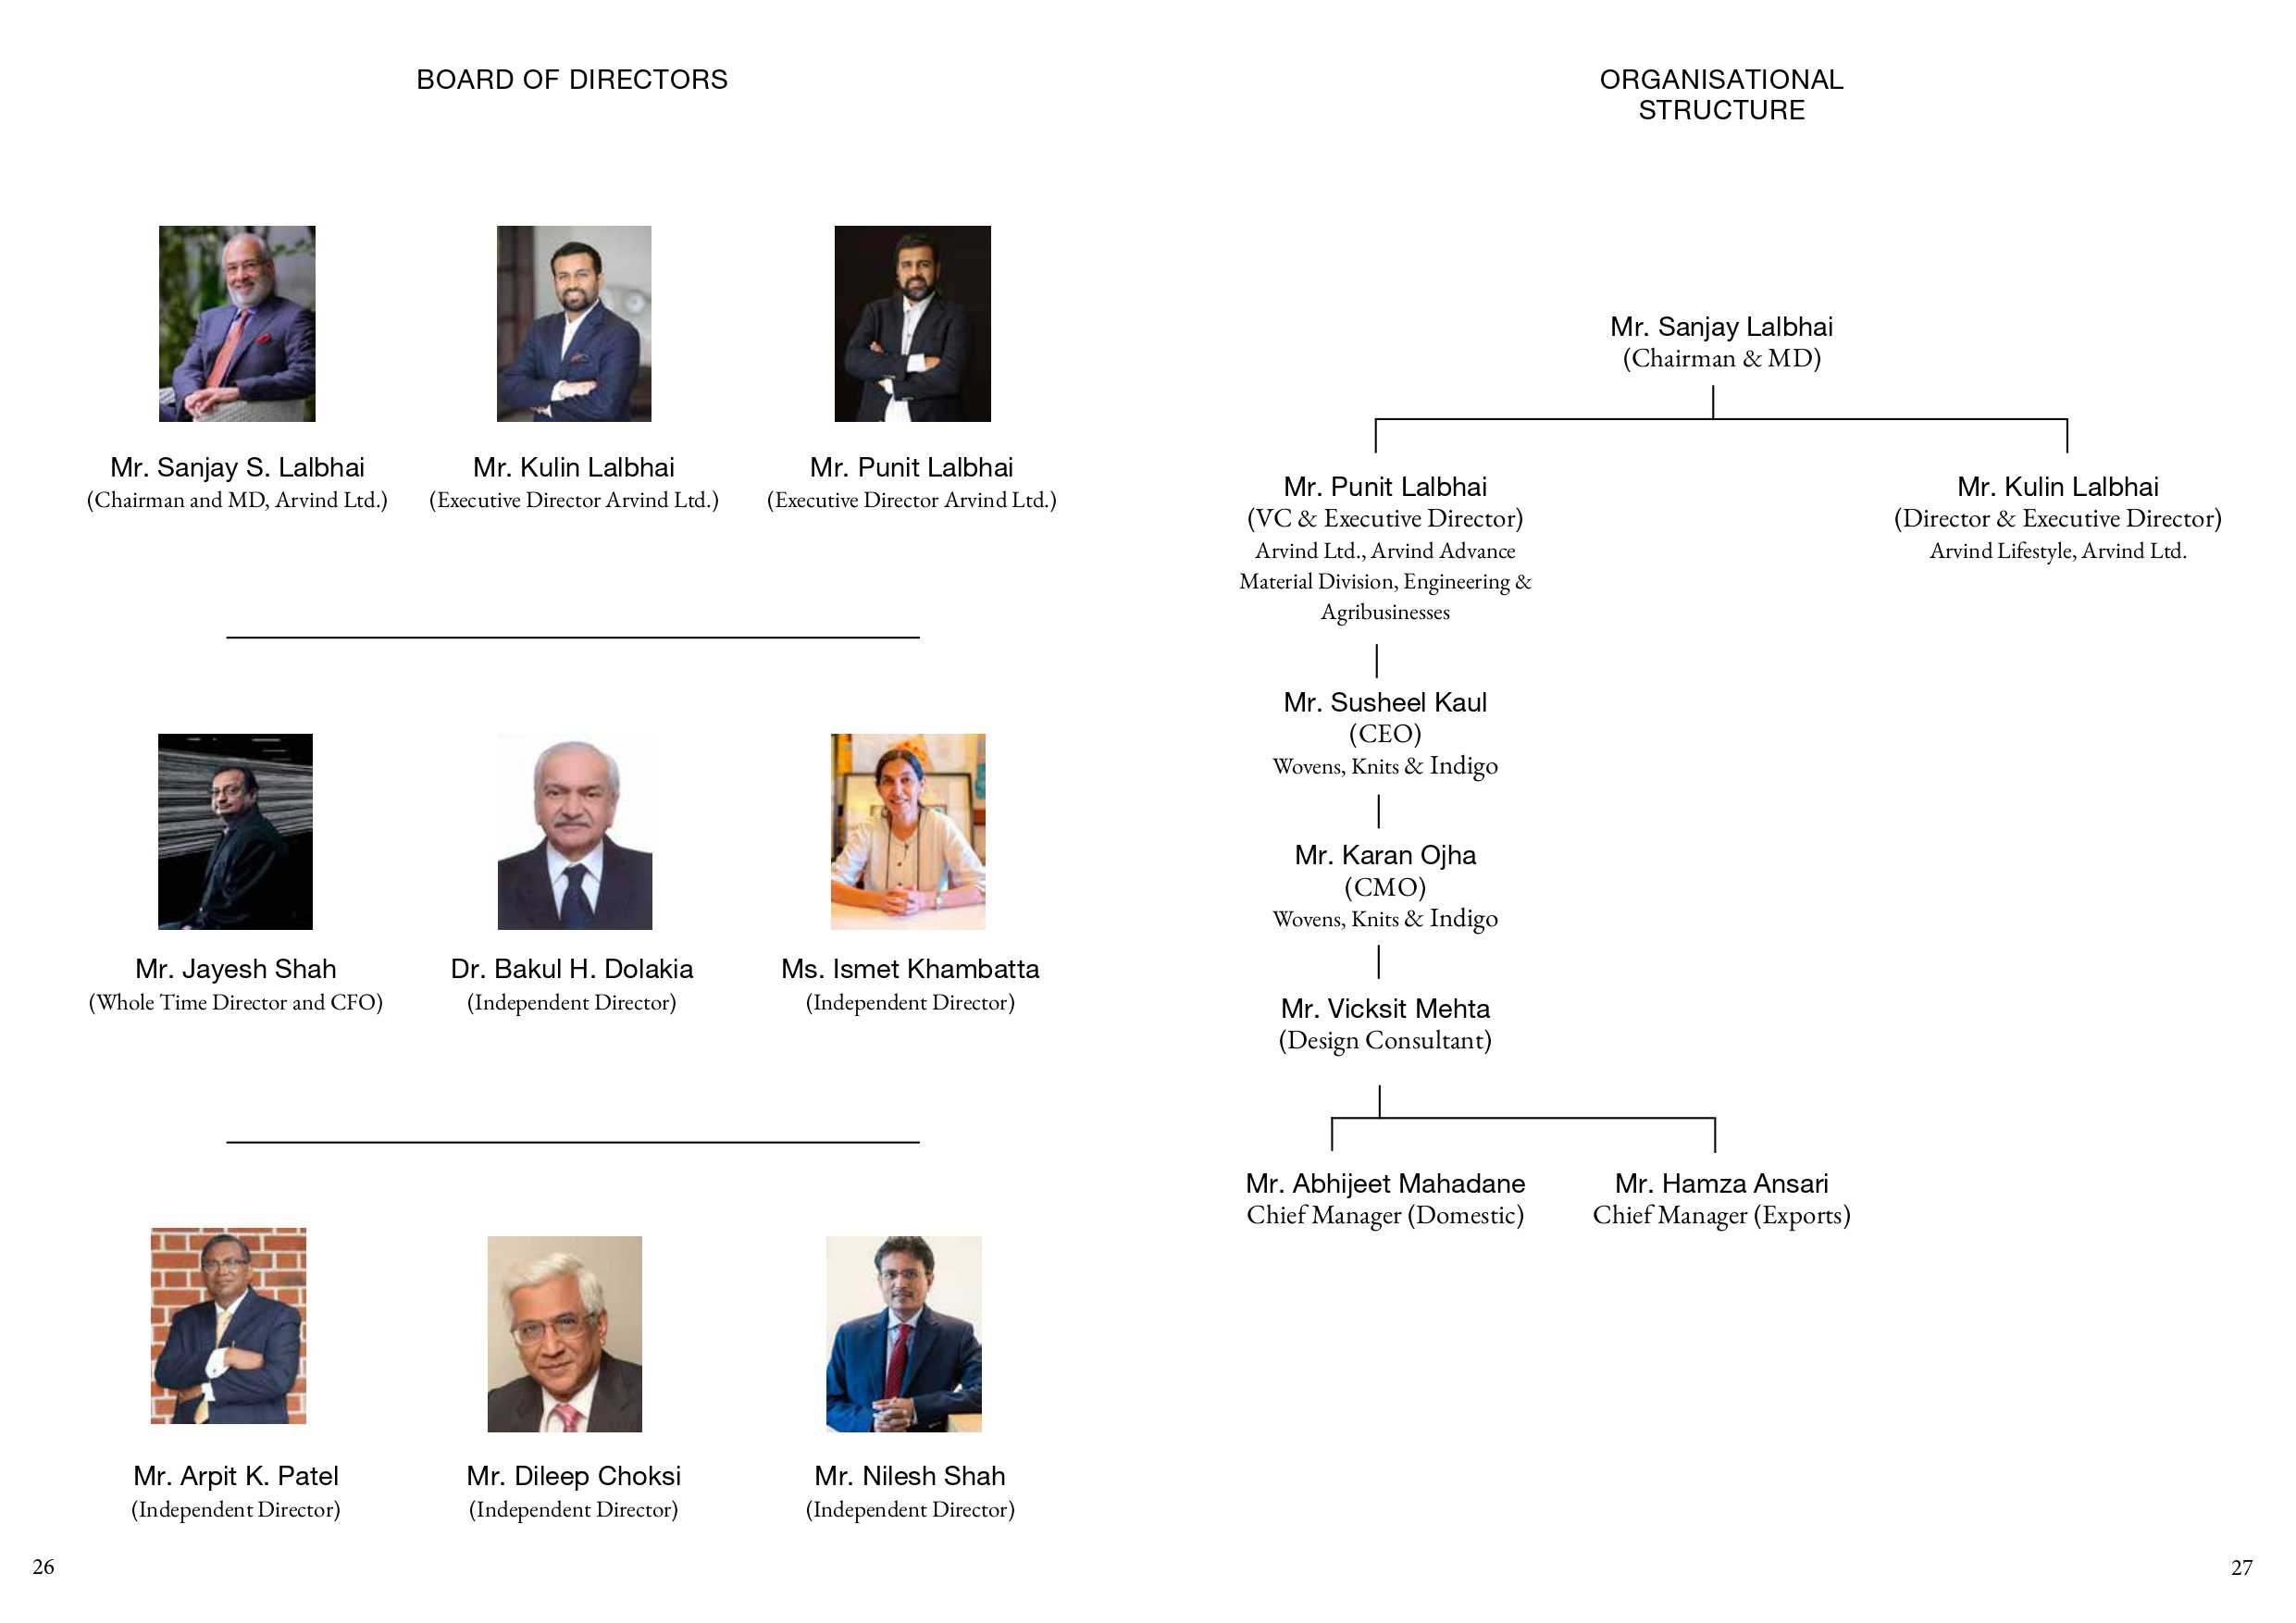 BOARD OF DIRECTORS
Mr. Sanjay S. Lalbhai
(Chairman and MD, Arvind Ltd.)
Mr. Kulin Lalbhai
(Executive Director Arvind Ltd.)
Mr. Punit Lalbhai
(Executive Director Arvind Ltd.)
Mr. Jayesh Shah
(Whole Time Director and CFO)
Dr. Bakul H. Dolakia
(Independent Director)
Ms. Ismet Khambatta
(Independent Director)
Mr. Arpit K. Patel
(Independent Director)
Mr. Dileep Choksi
(Independent Director)
Mr. Nilesh Shah
(Independent Director)
26
ORGANISATIONAL
STRUCTURE
Mr. Sanjay Lalbhai
(Chairman & MD)
Mr. Punit Lalbhai
(VC & Executive Director)
Arvind Ltd., Arvind Advance
Material Division, Engineering &
Agribusinesses
Mr. Kulin Lalbhai
(Director & Executive Director)
Arvind Lifestyle, Arvind Ltd.
Mr. Susheel Kaul
(CEO)
Wovens, Knits & Indigo
Mr. Karan Ojha
(CMO)
Wovens, Knits & Indigo
Mr. Vicksit Mehta
(Design Consultant)
Mr. Abhijeet Mahadane
Chief Manager (Domestic)
Mr. Hamza Ansari
Chief Manager (Exports)
27